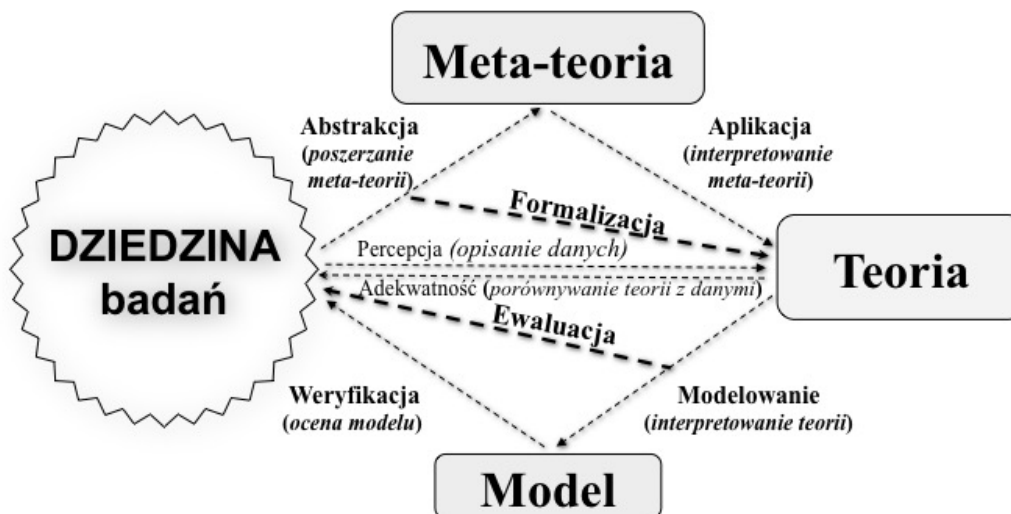 Meta-teoria
Abstrakcja
(poszerzanie
meta-teorii)
Aplikacja
(interpretowanie
meta-teorii)
Formalizacja
DZIEDZINA
badań
Percepcja (opisanie danych)
Teoria
Adekwatność (porównywanie teorii z danymi)
Ewaluacja
Weryfikacja
(ocena modelu)
Modelowanie
(interpretowanie teorii)
Model